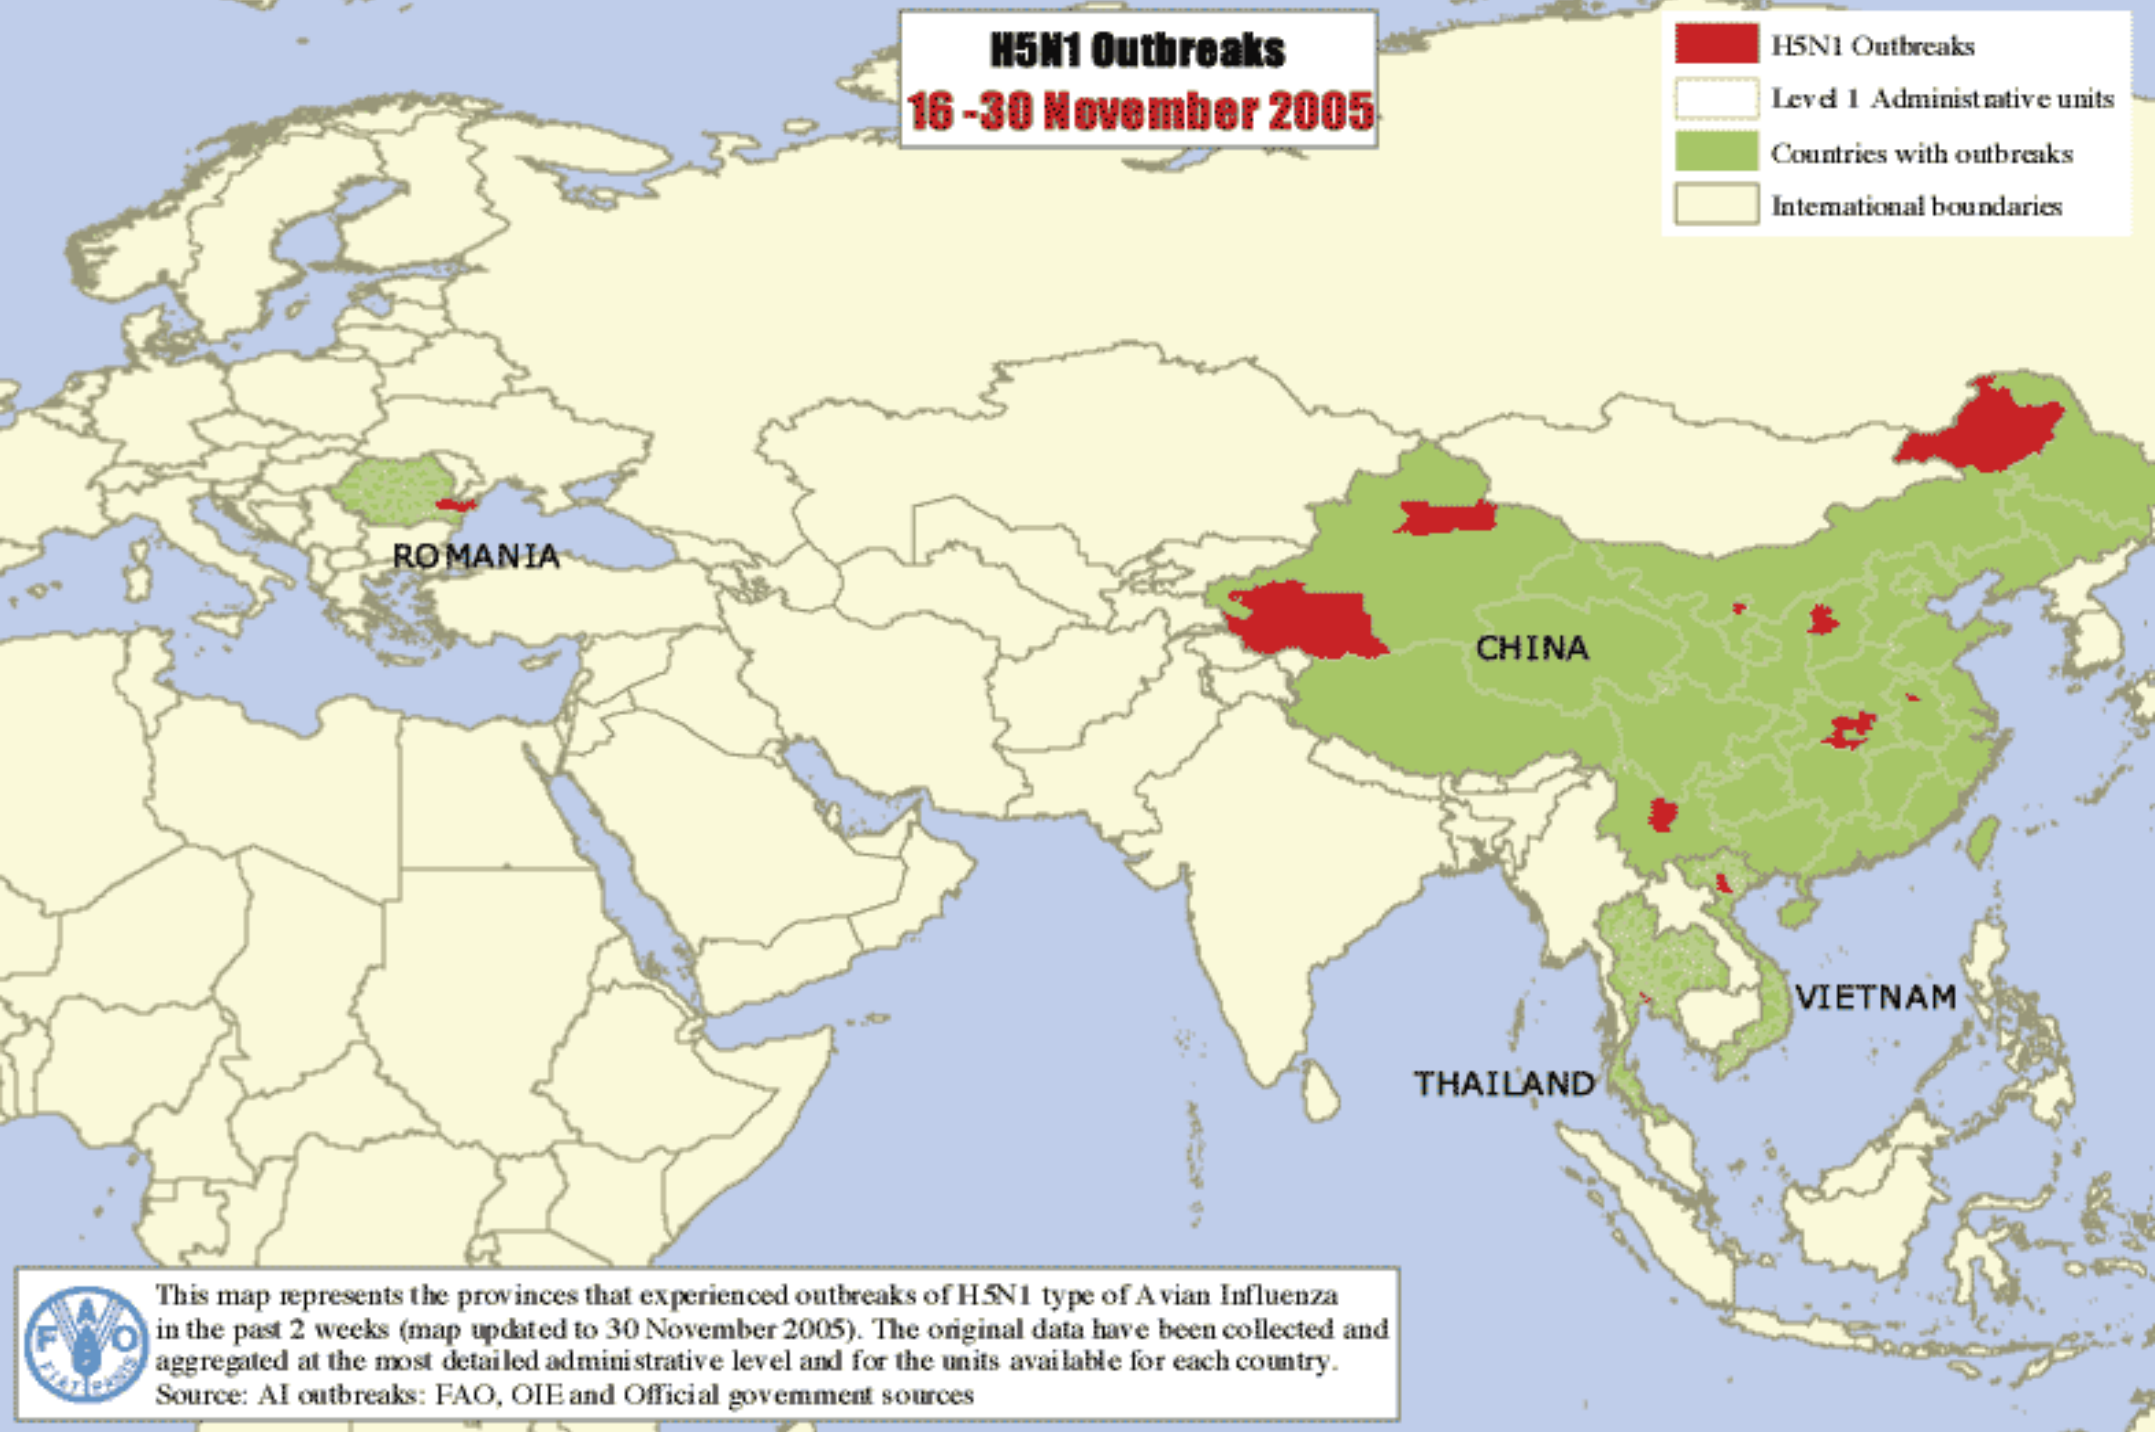 H5N1 Outbreaks
16 -30 November 2005
H5N1 Outbreaks
Level 1 Administrative units
Countries with outbreaks
International boundaries
ROMANIA
CHINA
VIETNAM
THAILAND
This map represents the provinces that experienced outbreaks of H5N1 type of Avian Influenza
in the past 2 weeks (map updated to 30 November 2005). The original data have been collected and
aggregated at the most detailed administrative level and for the units available for each country.
Source: AI outbreaks: FAO, OIE and Official government sources
F A O
FIAT PANIS